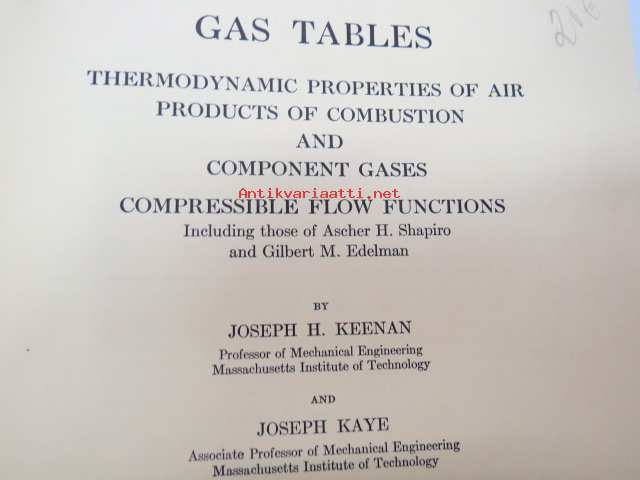 GAS TABLES
20€
THERMODYNAMIC PROPERTIES OF AIR
PRODUCTS OF COMBUSTION
AND
COMPONENT GASES
Antikvariaatti.net
COMPRESSIBLE FLOW FUNCTIONS
Including those of Ascher H. Shapiro
and Gilbert M. Edelman
BY
JOSEPH H. KEENAN
Professor of Mechanical Engineering
Massachusetts Institute of Technology
AND
JOSEPH KAYE
Associate Professor of Mechanical Engineering
Massachusetts Institute of Technology